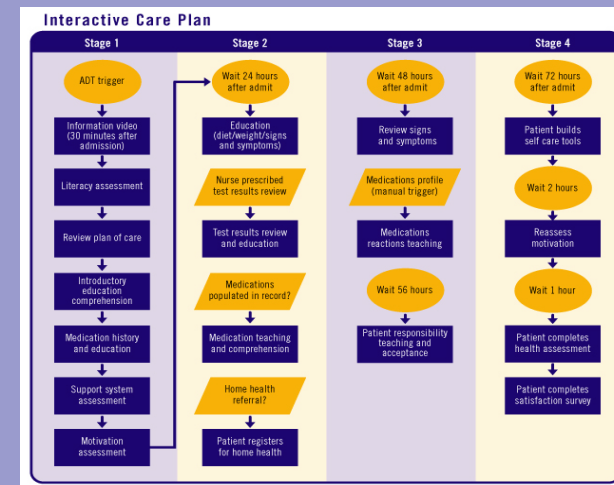 Interactive Care Plan
Stage 1
Stage 2
Stage 3
Stage 4
ADT trigger
Information video
(30 minutes after
admission)
Literacy assessment
Review plan of care
Introductory
education
comprehension
Medication history
and education
Support system
assessment
Motivation
assessment
Wait 24 hours
after admit
Education
(diet/weight/signs
and symptoms)
Nurse prescribed
test results review
Test results review
and education
Medications
populated in record?
Medication teaching
and comprehension
Home health
referral?
Patient registers
for home health
Wait 48 hours
after admit
Review signs
and symptoms
Medications profile
(manual trigger)
Medications
reactions teaching
Wait 56 hours
Patient responsibility
teaching and
acceptance
Wait 72 hours
after admit
Patient builds
self care tools
Wait 2 hours
Reassess
motivation
Wait 1 hour
Patient completes
health assessment
Patient completes
satisfaction survey